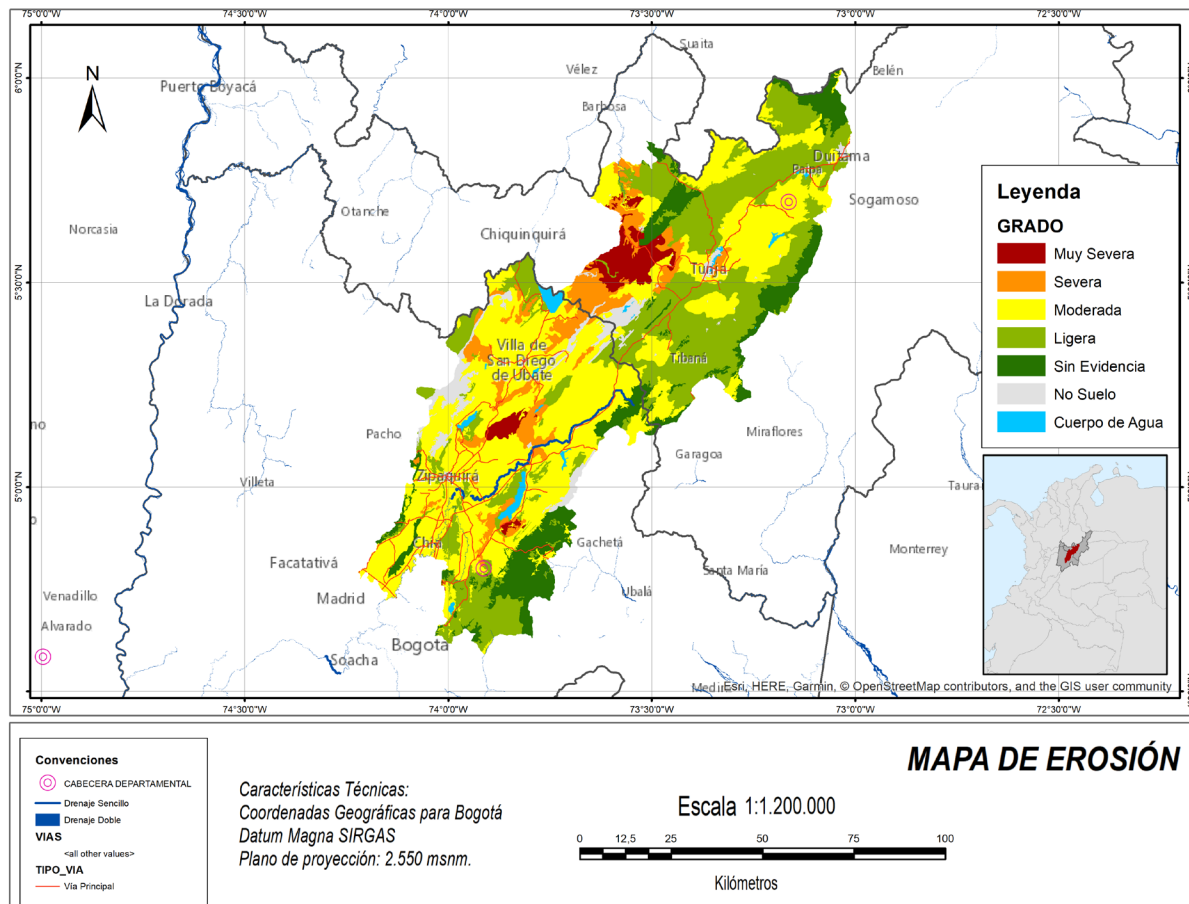 75°0'0"W 74°30'0"W 74°0'0"W 73°30'0"W 73°0'0"W 72°30'0"W
N
Suaita
Vélez
Belén
6°0'0"N
Puerto Boyacá
Barbosa
Duitama
Paipa
Otanche
Sogamoso
Norcasia
Chiquinquirá
Tunja
5°30'0"N
La Dorada
Villa de
San Diego
de Ubaté
Tibaná
no
Pacho
Miraflores
Garagoa
Zipaquirá
Villeta
Taura
5°0'0"N
Chiá
Gachetá
Monterrey
Facatativá
Santa María
Madrid
Ubalá
Venadillo
Alvarado
Bogotá
Soacha
Medina
Leyenda
GRADO
Muy Severa
Severa
Moderada
Ligera
Sin Evidencia
No Suelo
Cuerpo de Agua
Esri, HERE, Garmin, © OpenStreetMap contributors, and the GIS user community
75°0'0"W 74°30'0"W 74°0'0"W 73°30'0"W 73°0'0"W 72°30'0"W
Convenciones
CABECERA DEPARTAMENTAL
Drenaje Sencillo
Drenaje Doble
VIAS
<all other values>
TIPO_VIA
Vía Principal
Características Técnicas:
Coordenadas Geográficas para Bogotá
Datum Magna SIRGAS
Plano de proyección: 2.550 msnm.
MAPA DE EROSIÓN
Escala 1:1.200.000
0 12,5 25 50 75 100
Kilómetros